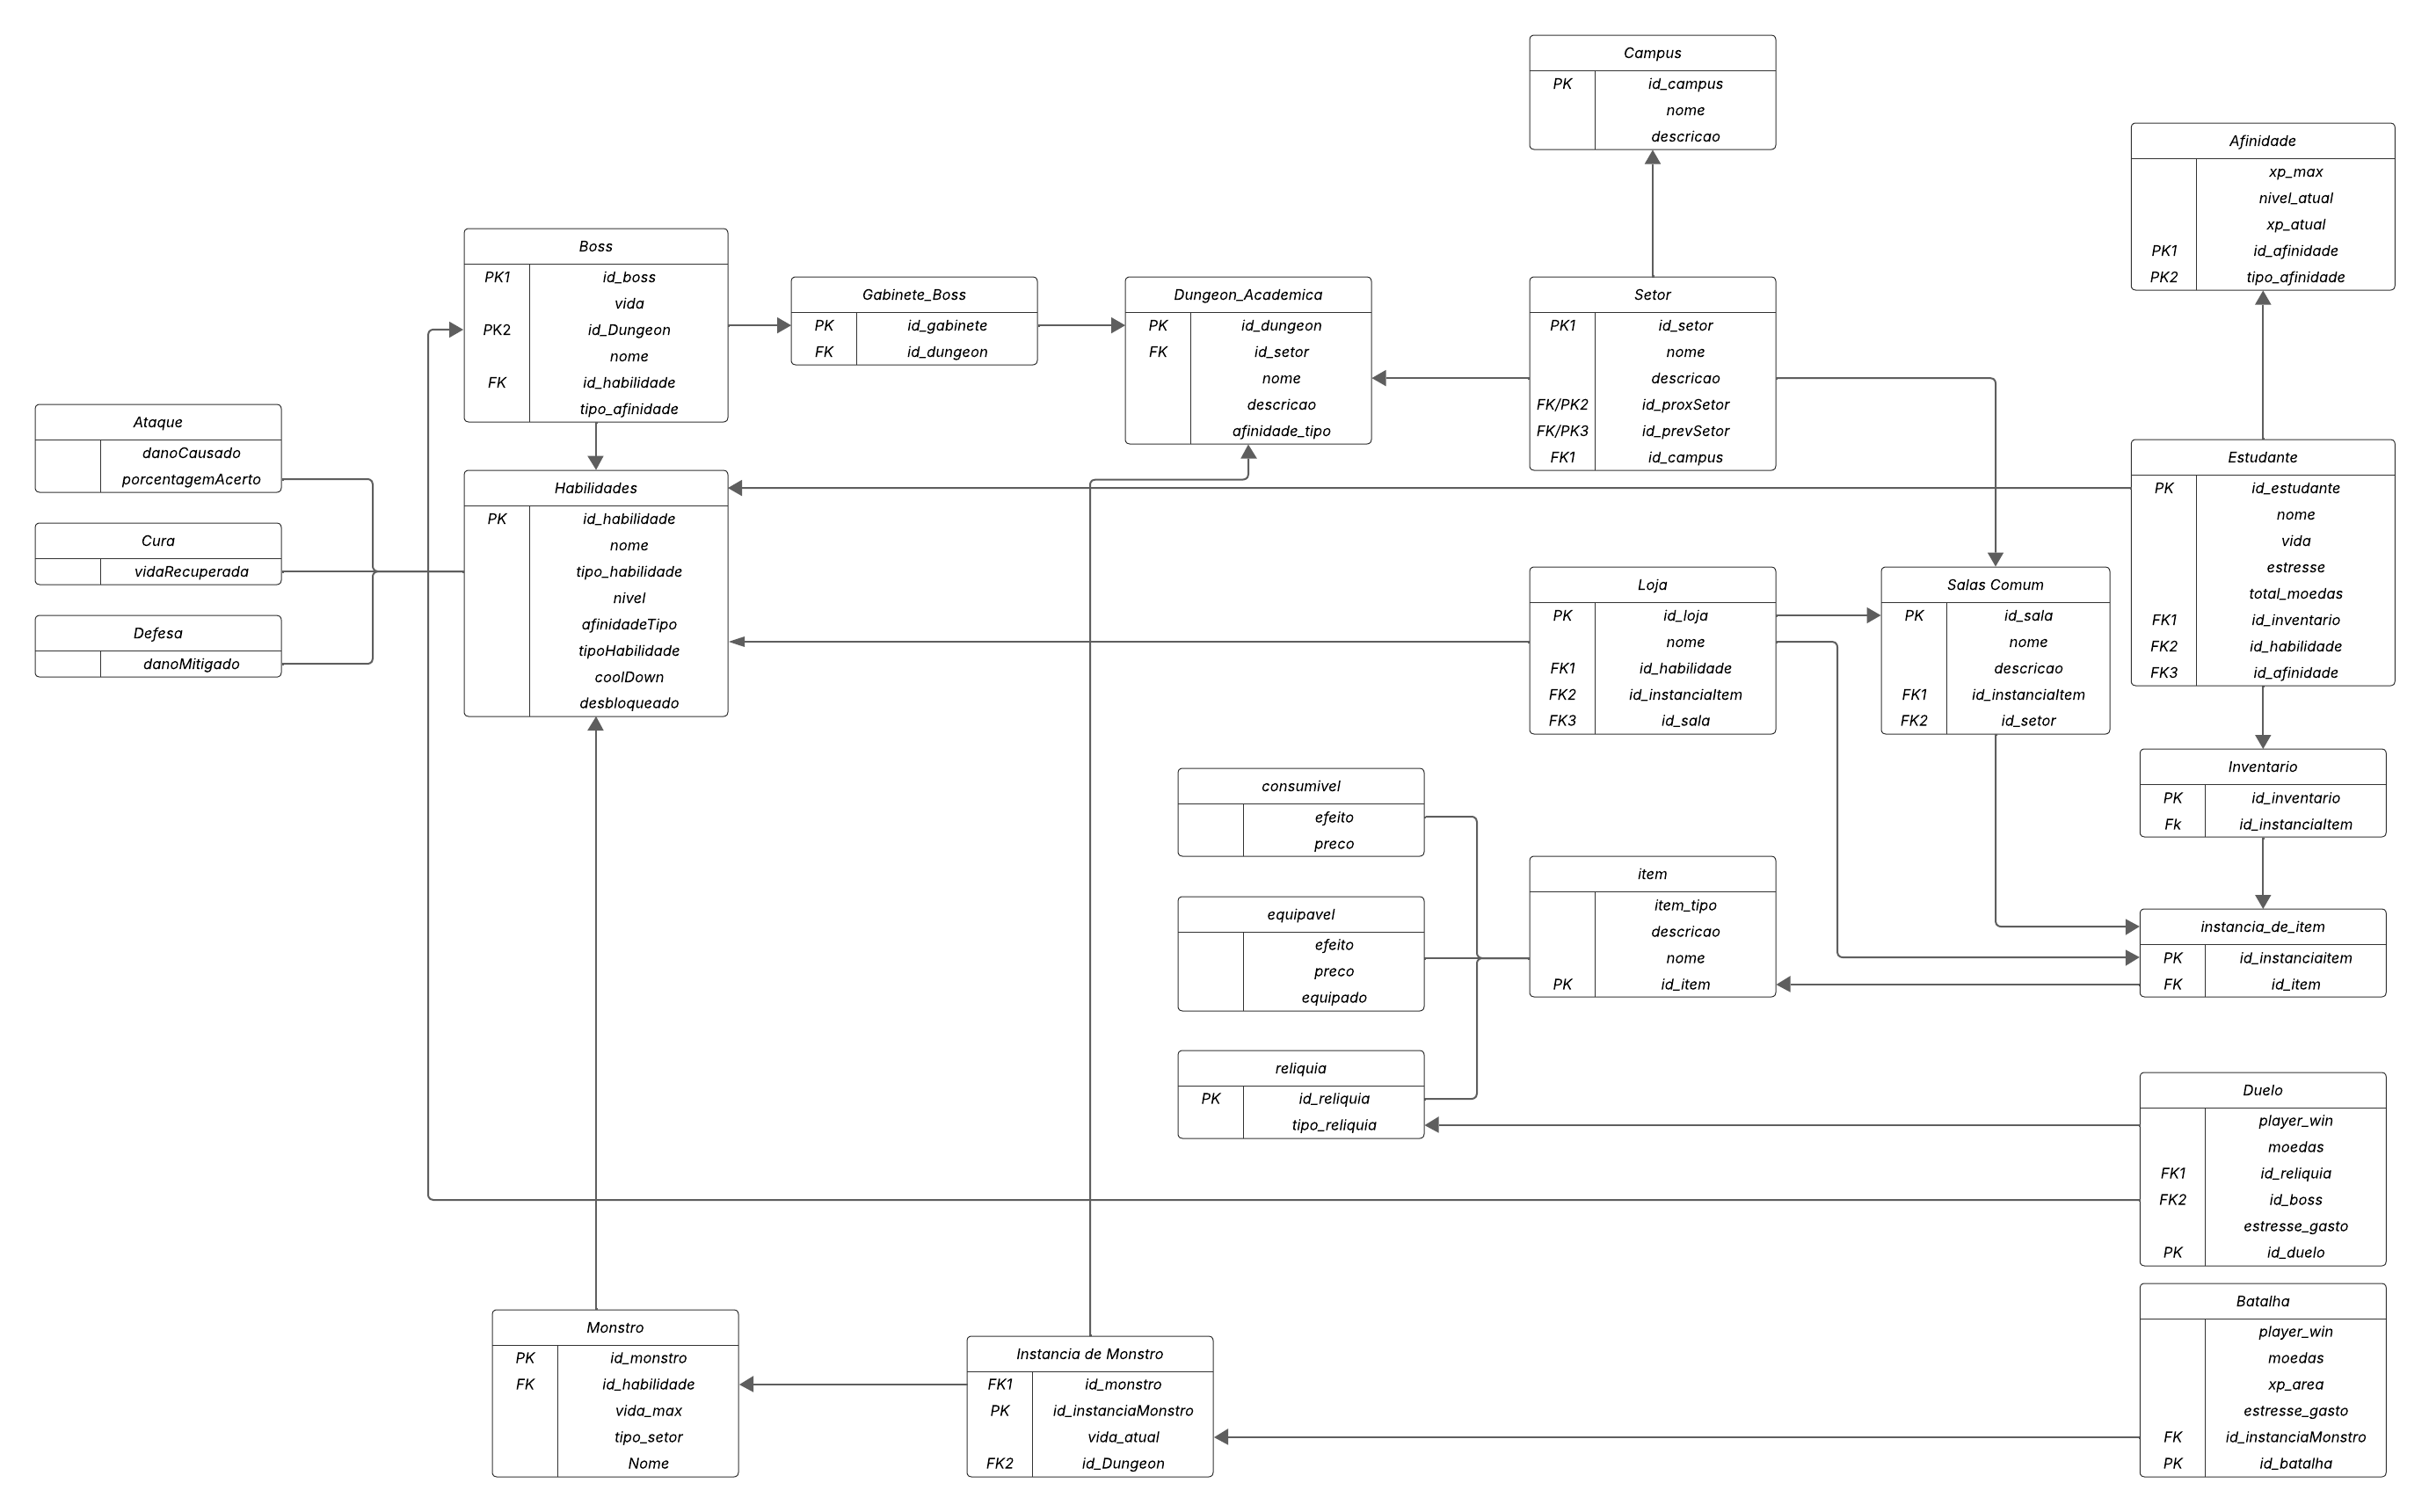 Campus
PK id_campus
nome
descricao
Afinidade
xp_max
nivel_atual
xp_atual
PK1 id_afinidade
PK2 tipo_afinidade
Boss
PK1 id_boss
vida
PK2 id_Dungeon
nome
FK id_habilidade
tipo_afinidade
Gabinete_Boss
PK id_gabinete
FK id_dungeon
Dungeon_Academica
PK id_dungeon
FK id_setor
nome
descricao
afinidade_tipo
Setor
PK1 id_setor
nome
descricao
FK/PK2 id_proxSetor
FK/PK3 id_prevSetor
FK1 id_campus
Ataque
danoCausado
porcentagemAcerto
Cura
vidaRecuperada
Defesa
danoMitigado
Habilidades
PK id_habilidade
nome
tipo_habilidade
nivel
afinidadeTipo
tipoHabilidade
coolDown
desbloqueado
Estudante
PK id_estudante
nome
vida
estresse
total_moedas
FK1 id_inventario
FK2 id_habilidade
FK3 id_afinidade
Loja
PK id_loja
nome
FK1 id_habilidade
FK2 id_instanciaItem
FK3 id_sala
Salas Comum
PK id_sala
nome
descricao
FK1 id_instanciaItem
FK2 id_setor
Inventario
PK id_inventario
Fk id_instanciaItem
consumivel
efeito
preco
equipavel
efeito
preco
equipado
reliquia
PK id_reliquia
tipo_reliquia
item
item_tipo
descricao
nome
PK id_item
instancia_de_item
PK id_instanciaitem
FK id_item
Duelo
player_win
moedas
FK1 id_reliquia
FK2 id_boss
estresse_gasto
PK id_duelo
Monstro
PK id_monstro
FK id_habilidade
vida_max
tipo_setor
Nome
Instancia de Monstro
FK1 id_monstro
PK id_instanciaMonstro
vida_atual
FK2 id_Dungeon
Batalha
player_win
moedas
xp_area
estresse_gasto
FK id_instanciaMonstro
PK id_batalha